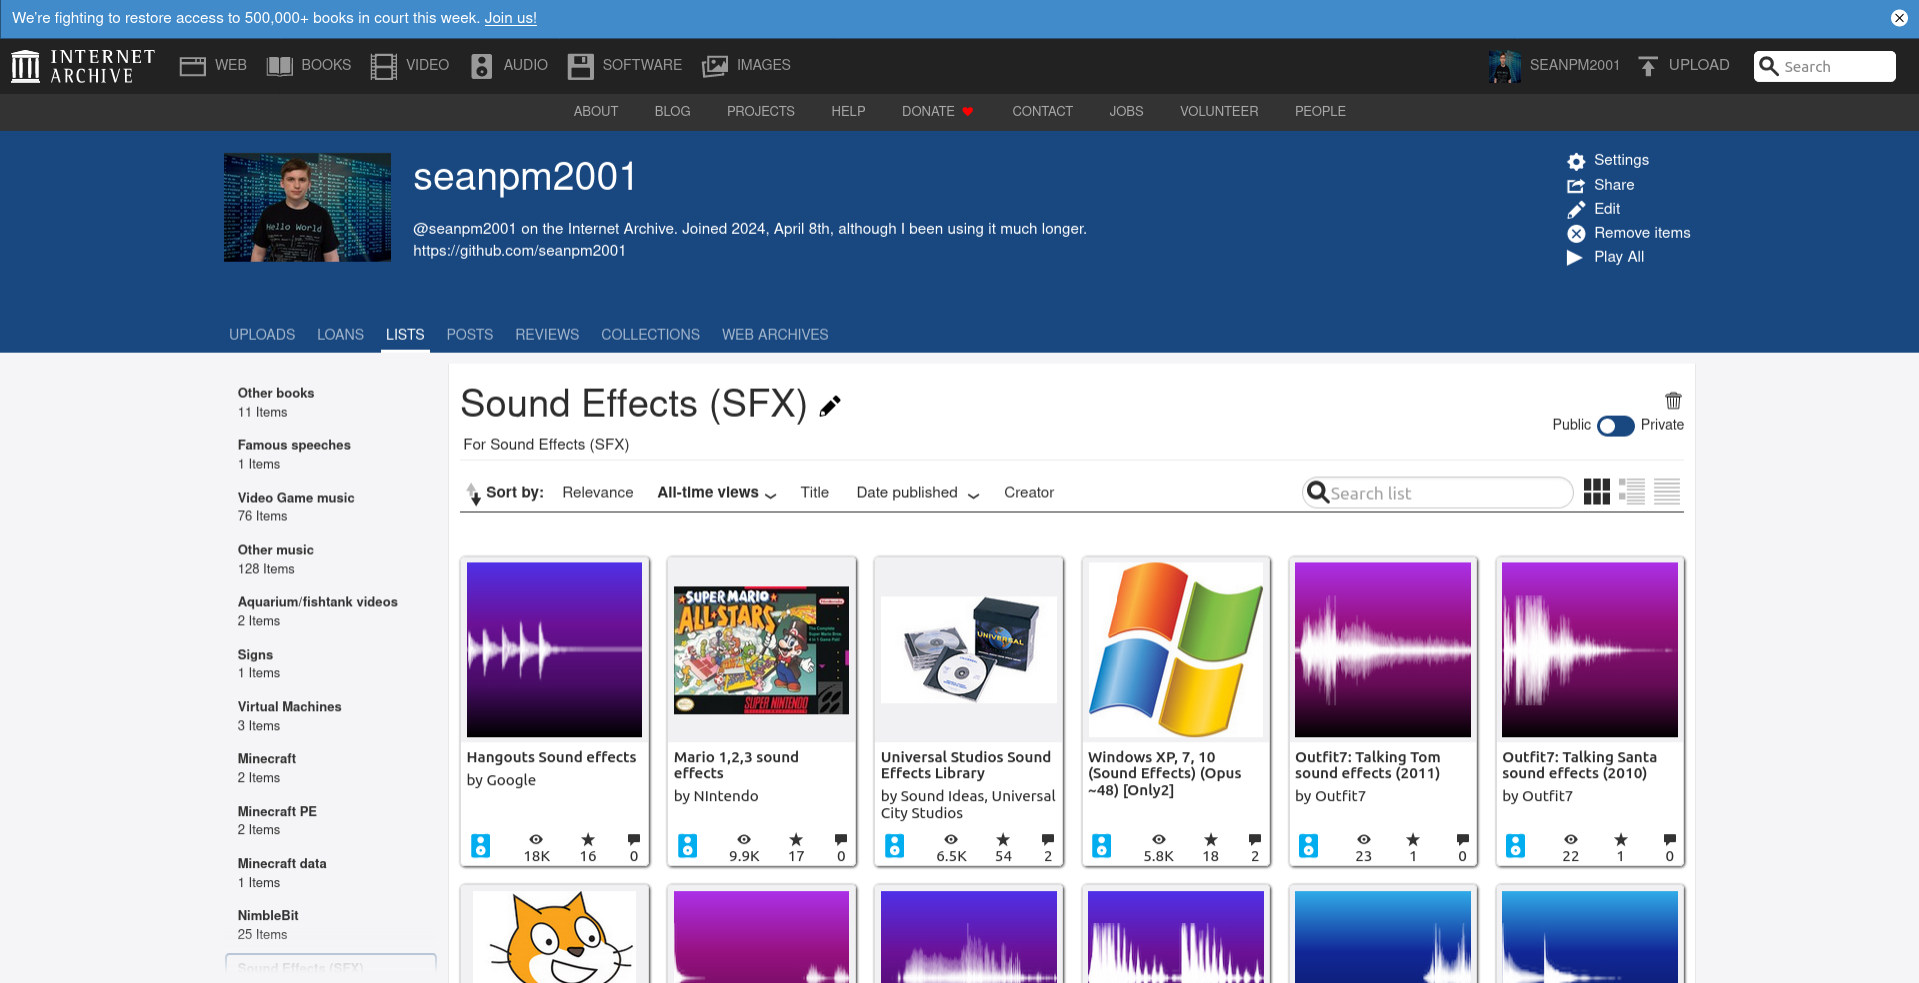 We're fighting to restore access to 500,000+ books in court this week. Join us!
INTERNET ARCHIVE
WEB
BOOKS
VIDEO
AUDIO
SOFTWARE
IMAGES
SEANPM2001
UPLOAD
Search
ABOUT
BLOG
PROJECTS
HELP
DONATE
CONTACT
JOBS
VOLUNTEER
PEOPLE
Hello World
seanpm2001
@seanpm2001 on the Internet Archive. Joined 2024, April 8th, although I been using it much longer.
https://github.com/seanpm2001
Settings
Share
Edit
Remove items
Play All
UPLOADS
LOANS
LISTS
POSTS
REVIEWS
COLLECTIONS
WEB ARCHIVES
Other books
11 Items
Famous speeches
1 Items
Video Game music
76 Items
Other music
128 Items
Aquarium/fishtank videos
2 Items
Signs
1 Items
Virtual Machines
3 Items
Minecraft
2 Items
Minecraft PE
2 Items
Minecraft data
1 Items
NimbleBit
25 Items
Sound Effects (SFX)
Sound Effects (SFX)
For Sound Effects (SFX)
Public
Private
Sort by:
Relevance
All-time views
Title
Date published
Creator
Search list
Hangouts Sound effects
by Google
18K
16
0
SUPER MARIO
ALL-STARS
SUPER NINTENDO
Mario 1,2,3 sound
effects
by NIntendo
9.9K
17
0
UNIVERSAL
Universal Studios Sound
Effects Library
by Sound Ideas, Universal
City Studios
6.5K
54
2
Windows XP, 7, 10
(Sound Effects) (Opus
~48) [Only2]
5.8K
18
2
Outfit7: Talking Tom
sound effects (2011)
by Outfit7
23
1
0
Outfit7: Talking Santa
sound effects (2010)
by Outfit7
22
1
0